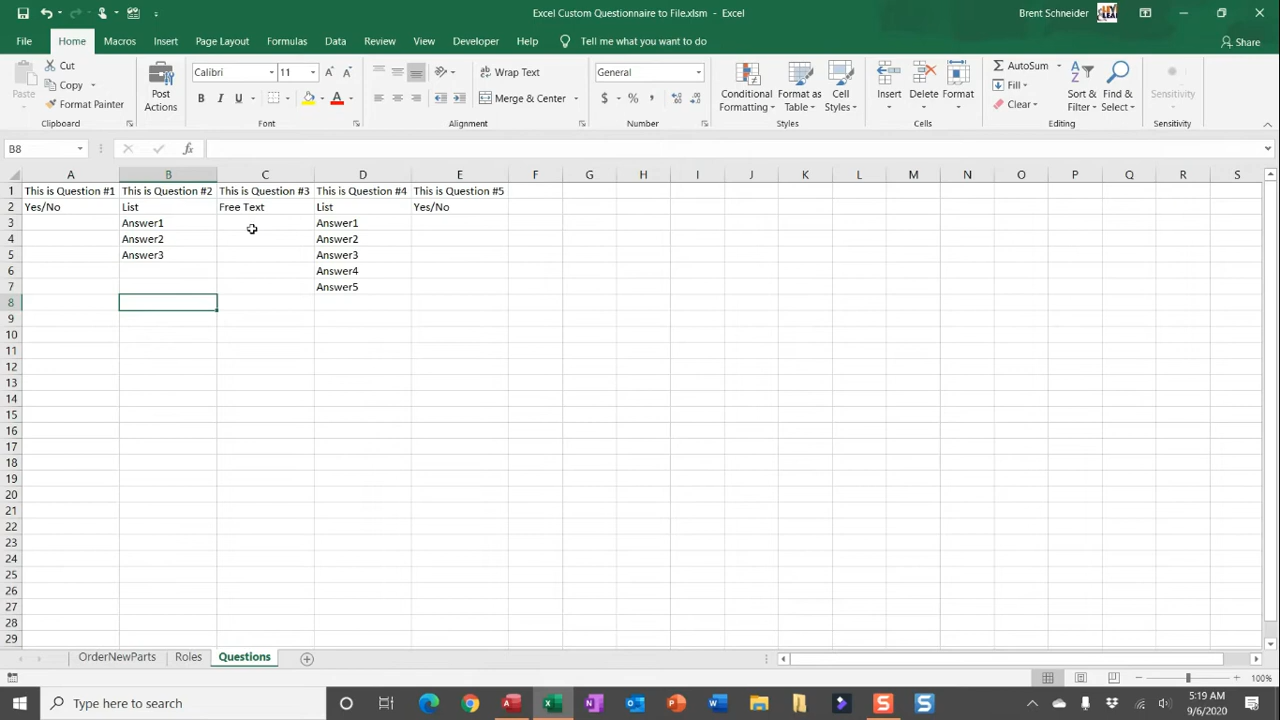 Excel Custom Questionnaire to File.xlsm - Excel
Brent Schneider
File Home Macros Insert Page Layout Formulas Data Review View Developer Help Tell me what you want to do Share
Paste
Cut
Copy
Format Painter
Clipboard
Post Actions
Calibri 11
B I U
Font
Wrap Text
Merge & Center
Alignment
General
$ % ,
Number
Conditional Formatting
Format as Table
Cell Styles
Styles
Insert Delete Format
Cells
AutoSum
Fill
Clear
Sort & Filter
Find & Select
Editing
Sensitivity
Sensitivity
B8 fx
A B C D E F G H I J K L M N O P Q R S
1 This is Question #1 This is Question #2 This is Question #3 This is Question #4 This is Question #5
2 Yes/No List Free Text List Yes/No
3 Answer1 Answer1
4 Answer2 Answer2
5 Answer3 Answer3
6 Answer4
7 Answer5
8
9
10
11
12
13
14
15
16
17
18
19
20
21
22
23
24
25
26
27
28
29
OrderNewParts Roles Questions
100%
Type here to search
5:19 AM
9/6/2020